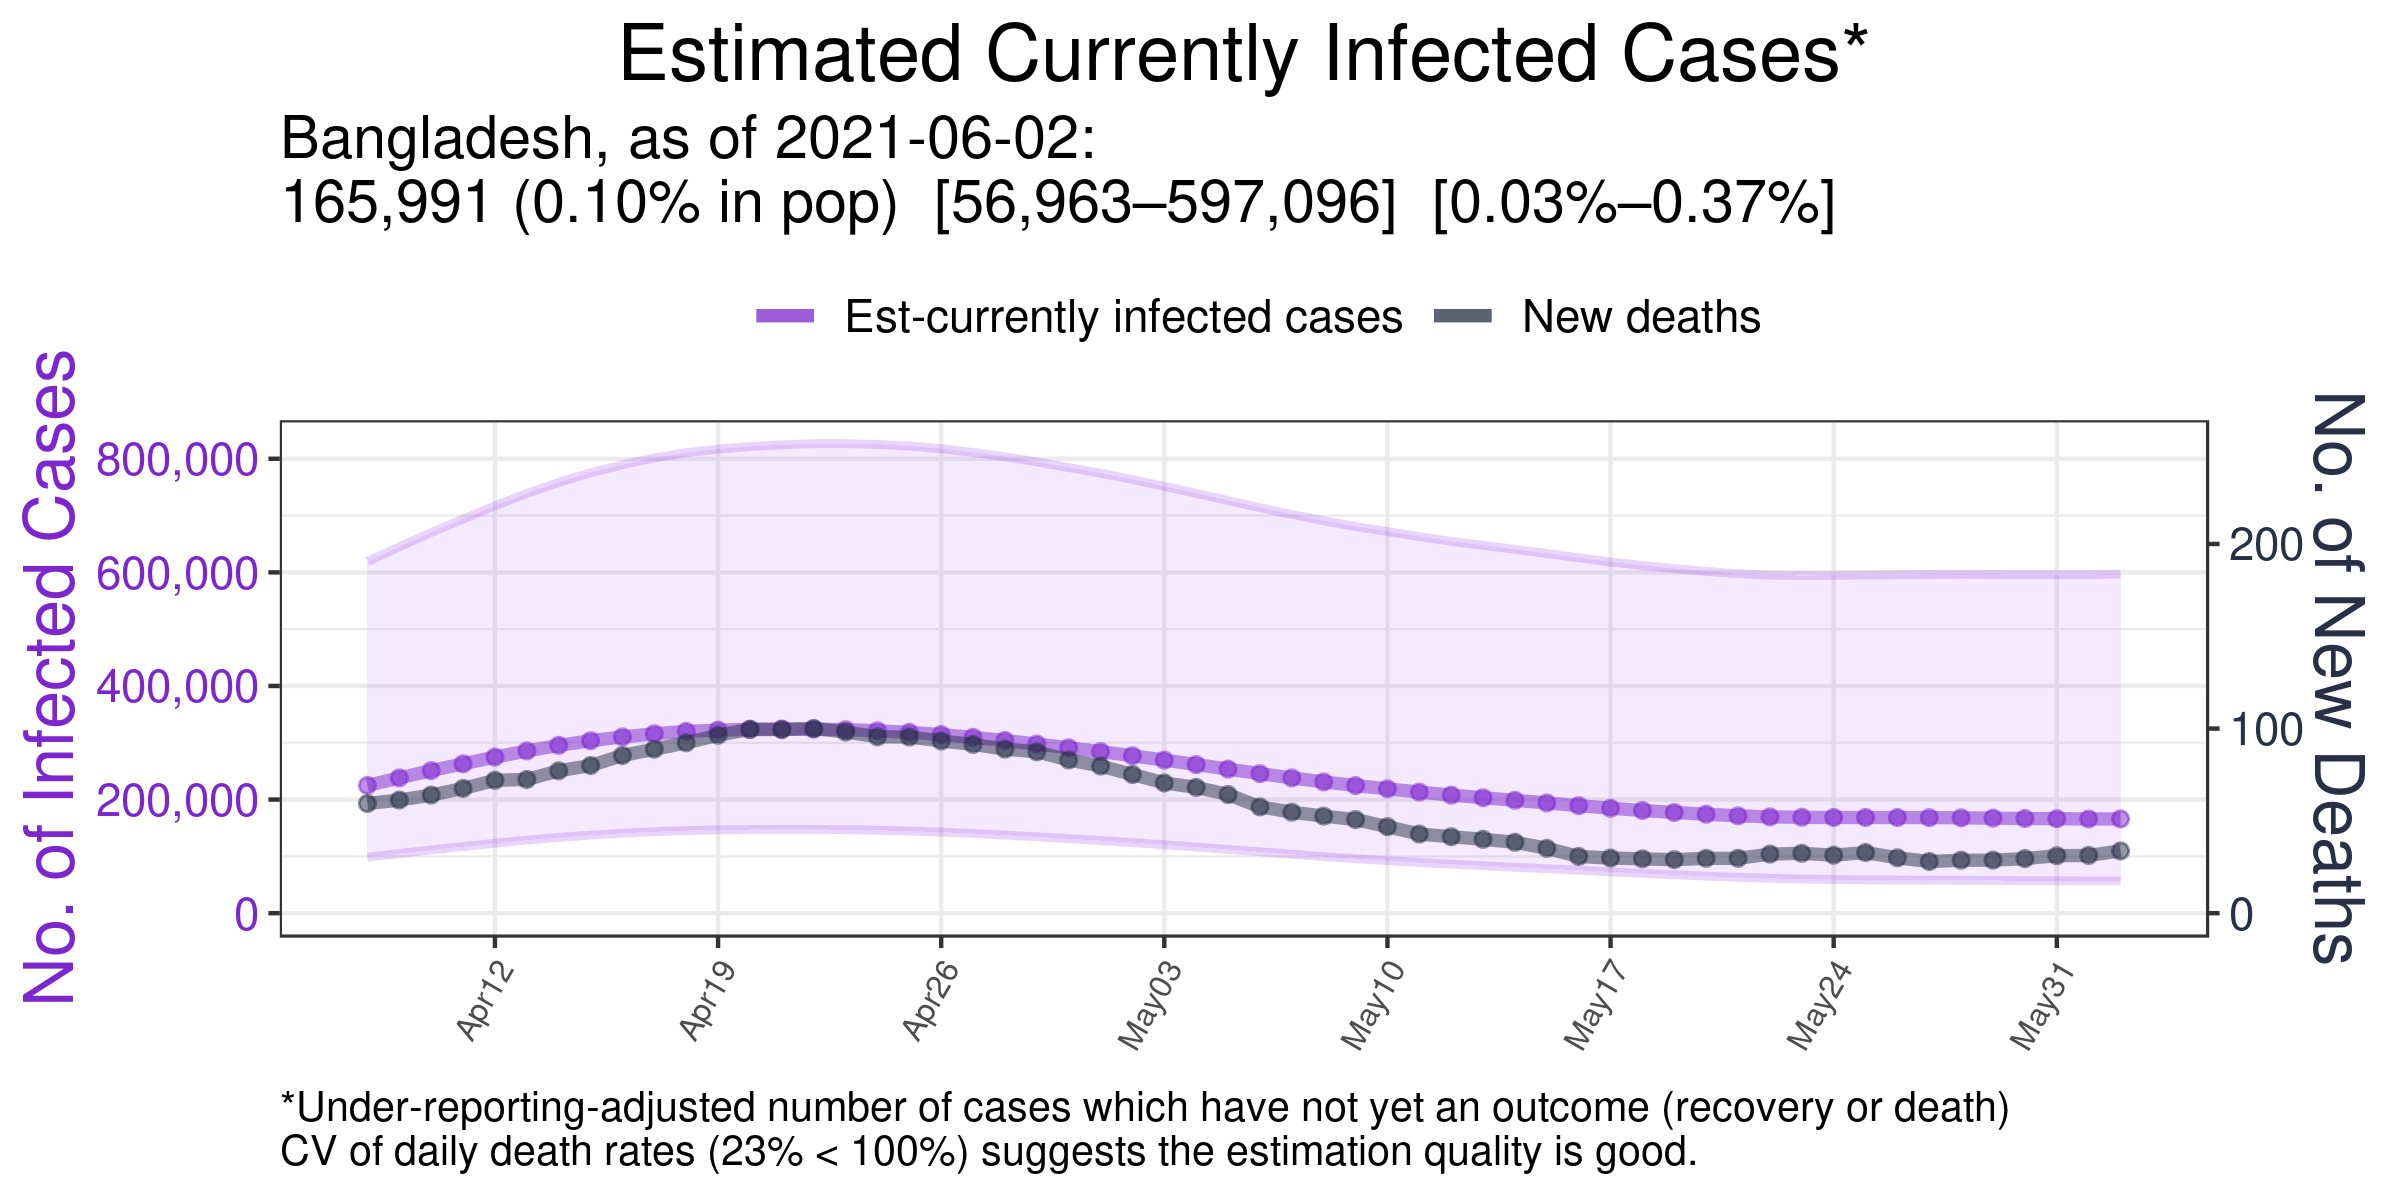 Estimated Currently Infected Cases*
Bangladesh, as of 2021-06-02:
165,991 (0.10% in pop)  [56,963–597,096]  [0.03%–0.37%]
Est-currently infected cases
New deaths
No. of Infected Cases
800,000
600,000
400,000
200,000
0
No. of New Deaths
200
100
0
Apr12
Apr19
Apr26
May03
May10
May17
May24
May31
*Under-reporting-adjusted number of cases which have not yet an outcome (recovery or death)
CV of daily death rates (23% < 100%) suggests the estimation quality is good.